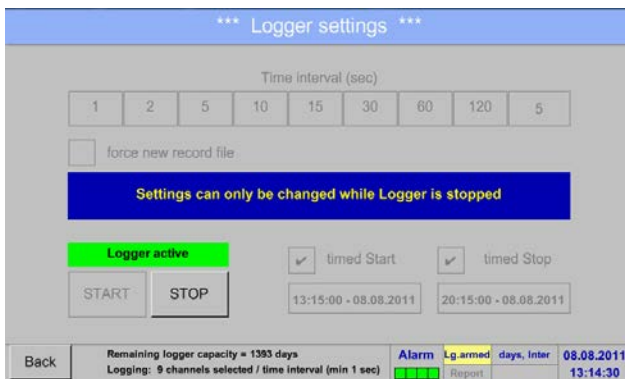 *** Logger settings ***
Time interval (sec)
1 2 5 10 15 30 60 120 5
force new record file
Settings can only be changed while Logger is stopped
Logger active
timed Start
timed Stop
START
STOP
13:15:00 - 08.08.2011
20:15:00 - 08.08.2011
Back
Remaining logger capacity = 1393 days
Logging: 9 channels selected / time interval (min 1 sec)
Alarm
Lg.armed
days, Inter
Report
08.08.2011
13:14:30